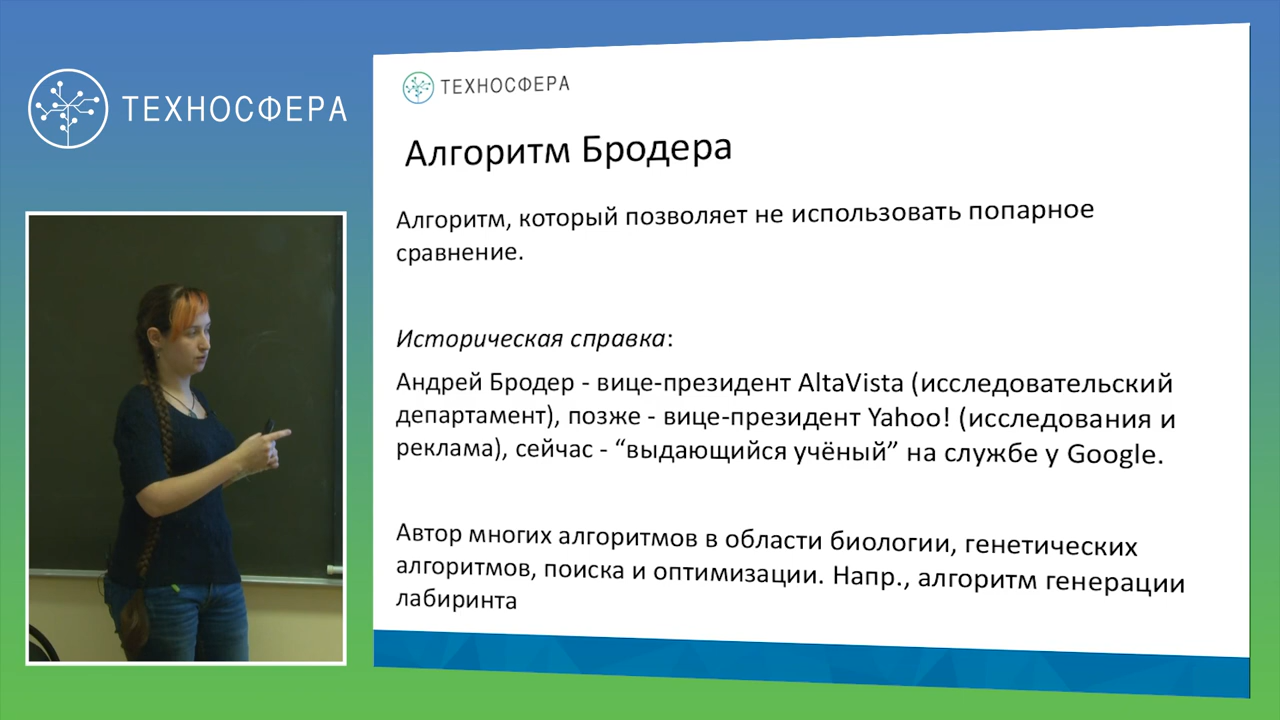 ТЕХНОСФЕРА
ТЕХНОСФЕРА
Алгоритм Бродера
Алгоритм, который позволяет не использовать попарное
сравнение.
Историческая справка:
Андрей Бродер - вице-президент AltaVista (исследовательский
департамент), позже - вице-президент Yahoo! (исследования и
реклама), сейчас - “выдающийся учёный” на службе у Google.
Автор многих алгоритмов в области биологии, генетических
алгоритмов, поиска и оптимизации. Напр., алгоритм генерации
лабиринта